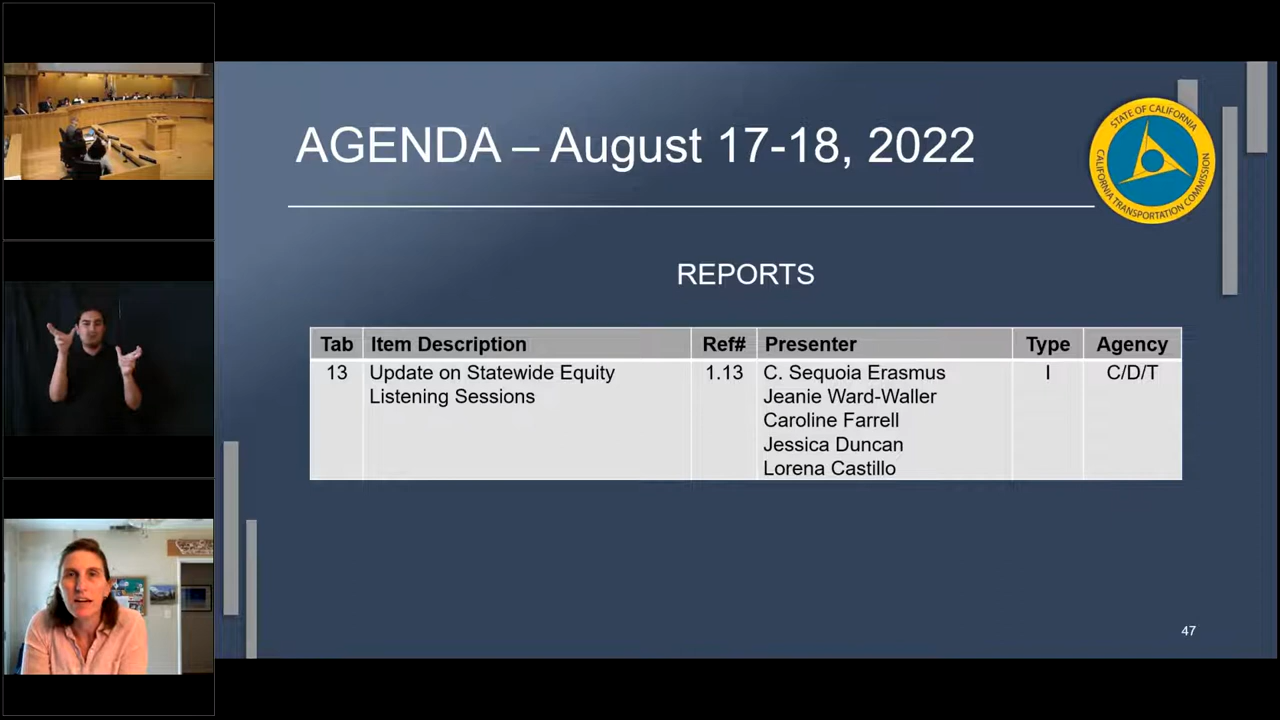 AGENDA – August 17-18, 2022
STATE OF CALIFORNIA
CALIFORNIA TRANSPORTATION COMMISSION
REPORTS
Tab Item Description Ref# Presenter Type Agency
13 Update on Statewide Equity 1.13 C. Sequoia Erasmus I C/D/T
Listening Sessions Jeanie Ward-Waller
Caroline Farrell
Jessica Duncan
Lorena Castillo
47